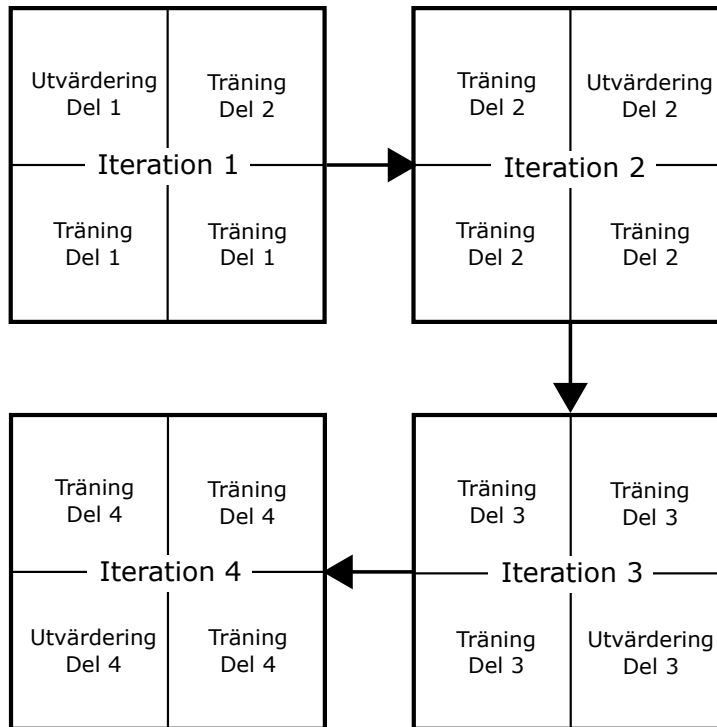 Utvärdering
Del 1
Träning
Del 2
Iteration 1
Träning
Del 1
Träning
Del 1
Träning
Del 2
Utvärdering
Del 2
Iteration 2
Träning
Del 2
Träning
Del 2
Träning
Del 4
Träning
Del 4
Iteration 4
Utvärdering
Del 4
Träning
Del 4
Träning
Del 3
Träning
Del 3
Iteration 3
Träning
Del 3
Utvärdering
Del 3